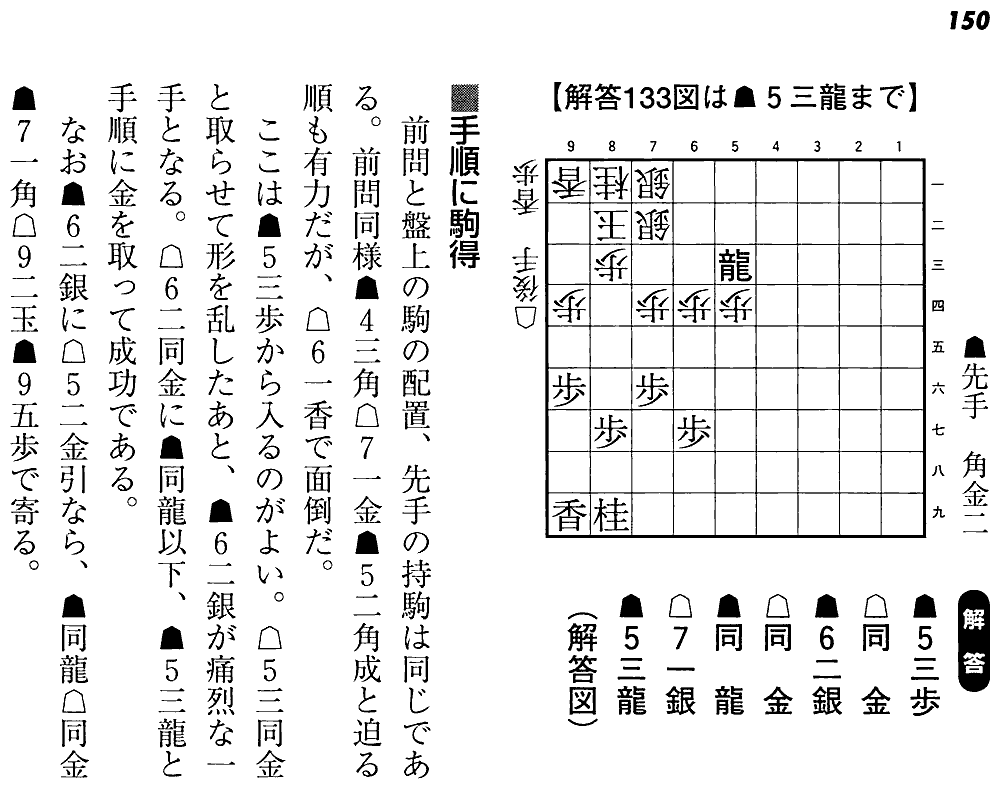 150
【解答133図は☗5三龍まで】
9 8 7 6 5 4 3 2 1
香 桂 銀 一
王 銀 二
歩 龍 三
歩 歩 歩 歩 四
五
歩 歩 六
歩 歩 七
八
香 桂 九
☗先手 角金二
☖後手 香歩
解答
☗5三歩
☖同 金
☗6二銀
☖同 金
☗同 龍
☖7一銀
☗5三龍
(解答図)
■手順に駒得
前問と盤上の駒の配置、先手の持駒は同じであ
る。前問同様☗4三角☖7一金☗5二角成と迫る
順も有力だが、☖6一香で面倒だ。
ここは☗5三歩から入るのがよい。☖5三同金
と取らせて形を乱したあと、☗6二銀が痛烈な一
手となる。☖6二同金に☗同龍以下、☗5三龍と
手順に金を取って成功である。
なお☗6二銀に☖5二金引なら、☗同龍☖同金
☗7一角☖9二玉☗9五歩で寄る。